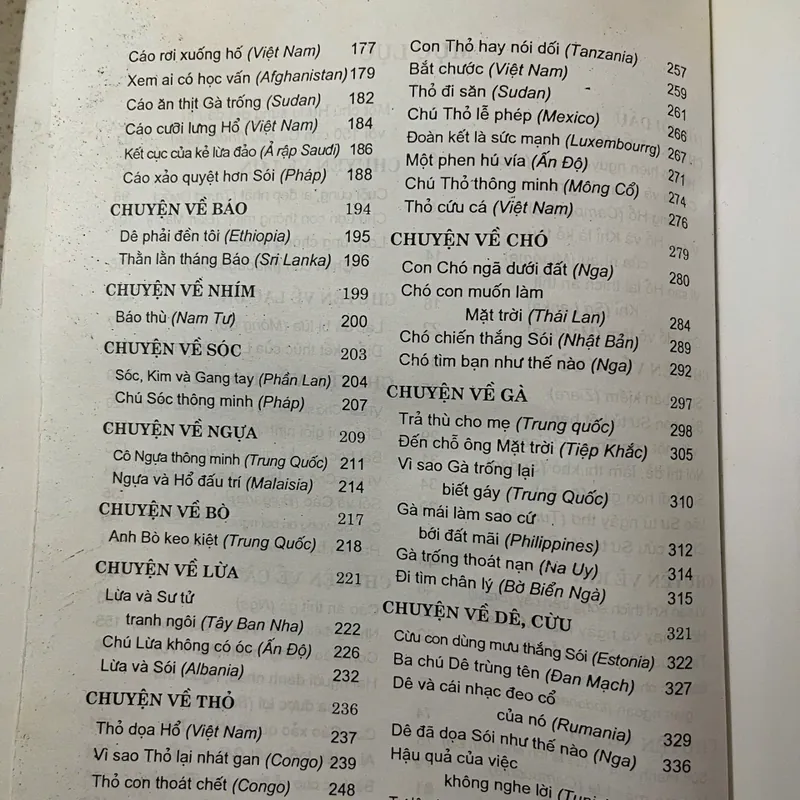 Cáo rơi xuống hố (Việt Nam) 177
Xem ai có học vấn (Afghanistan) 179
Cáo ăn thịt Gà trống (Sudan) 182
Cáo cưỡi lưng Hổ (Việt Nam) 184
Kết cục của kẻ lừa đảo (Ả rập Saudi) 186
Cáo xảo quyệt hơn Sói (Pháp) 188
CHUYỆN VỀ BÁO 194
Dê phải đền tôi (Ethiopia) 195
Thằn lằn tháng Báo (Sri Lanka) 196
CHUYỆN VỀ NHÍM 199
Báo thù (Nam Tư) 200
CHUYỆN VỀ SÓC 203
Sóc, Kim và Gang tay (Phần Lan) 204
Chú Sóc thông minh (Pháp) 207
CHUYỆN VỀ NGỰA 209
Cô Ngựa thông minh (Trung Quốc) 211
Ngựa và Hổ đấu trí (Malaisia) 214
CHUYỆN VỀ BÒ 217
Anh Bò keo kiệt (Trung Quốc) 218
CHUYỆN VỀ LỪA 221
Lừa và Sư tử
tranh ngôi (Tây Ban Nha) 222
Chú Lừa không có óc (Ấn Độ) 226
Lừa và Sói (Albania) 232
CHUYỆN VỀ THỎ 236
Thỏ dọa Hổ (Việt Nam) 237
Vì sao Thỏ lại nhát gan (Congo) 239
Thỏ con thoát chết (Congo) 248
Con Thỏ hay nói dối (Tanzania) 257
Bắt chước (Việt Nam) 259
Thỏ đi săn (Sudan) 261
Chú Thỏ lễ phép (Mexico) 266
Đoàn kết là sức mạnh (Luxembourrg) 267
Một phen hú vía (Ấn Độ) 271
Chú Thỏ thông minh (Mông Cổ) 274
Thỏ cứu cá (Việt Nam) 276
CHUYỆN VỀ CHÓ 279
Con Chó ngã dưới đất (Nga) 280
Chó con muốn làm
Mặt trời (Thái Lan) 284
Chó chiến thắng Sói (Nhật Bản) 289
Chó tìm bạn như thế nào (Nga) 292
CHUYỆN VỀ GÀ 297
Trả thù cho mẹ (Trung quốc) 298
Đến chỗ ông Mặt trời (Tiệp Khắc) 305
Vì sao Gà trống lại
biết gáy (Trung Quốc) 310
Gà mái làm sao cứ
bới đất mãi (Philippines) 312
Gà trống thoát nạn (Na Uy) 314
Đi tìm chân lý (Bờ Biển Ngà) 315
CHUYỆN VỀ DÊ, CỪU 321
Cừu con dùng mưu thắng Sói (Estonia) 322
Ba chú Dê trùng tên (Đan Mạch) 327
Dê và cái nhạc đeo cổ
của nó (Rumania) 329
Dê đã dọa Sói như thế nào (Nga) 336
Hậu quả của việc
không nghe lời